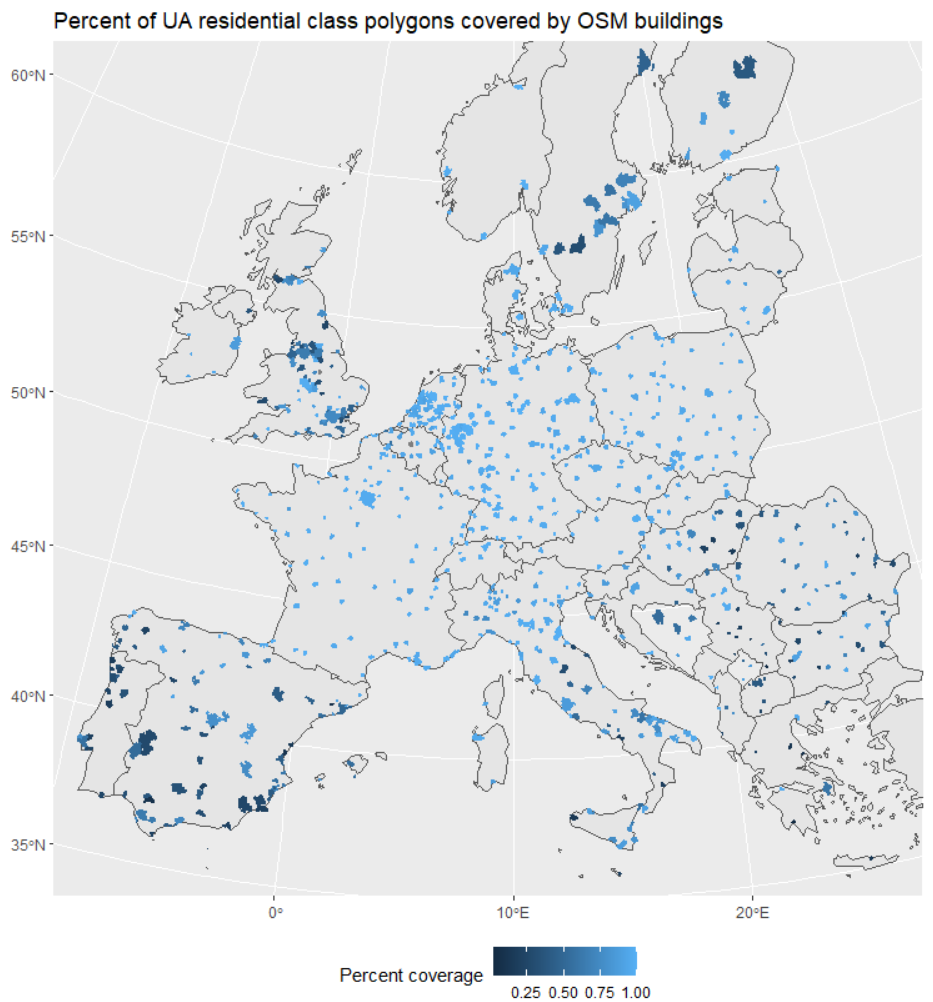 Percent of UA residential class polygons covered by OSM buildings
60°N
55°N
50°N
45°N
40°N
35°N
0° 10°E 20°E
Percent coverage
0.25 0.50 0.75 1.00